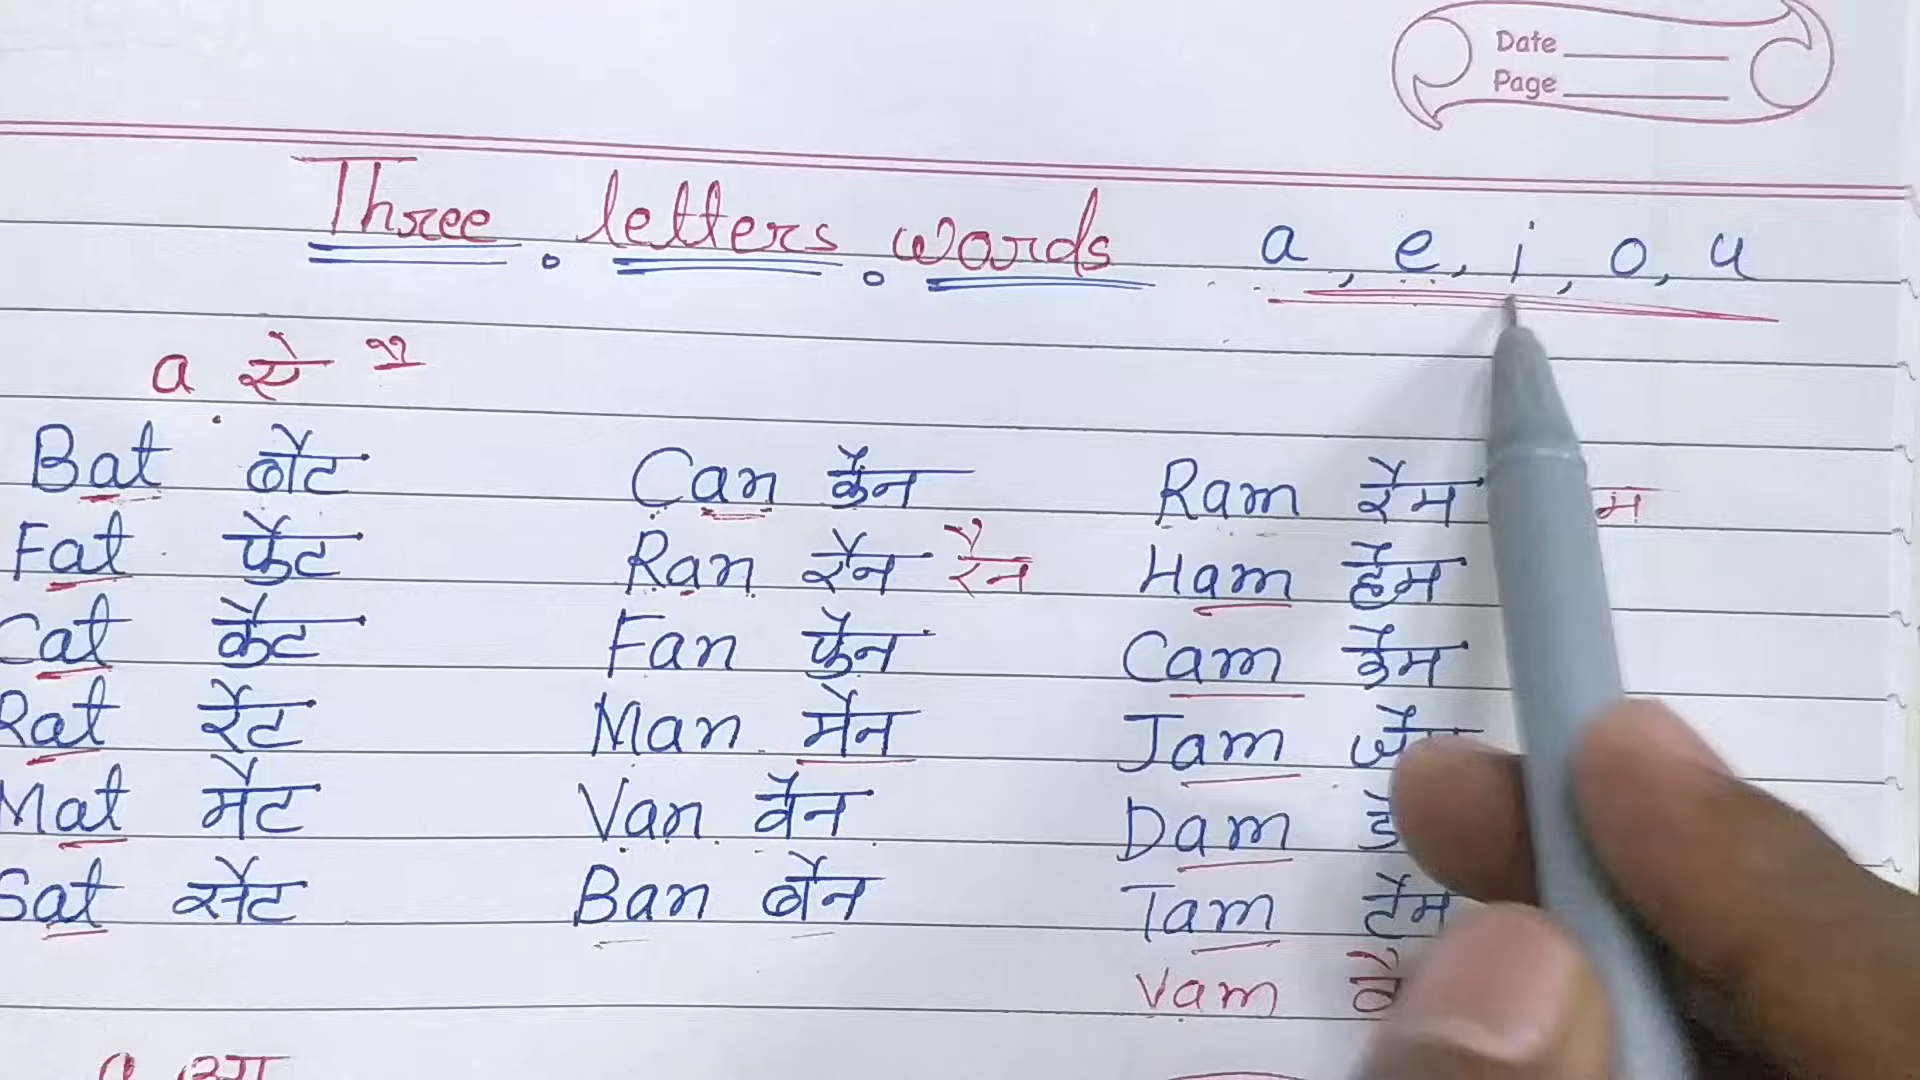 Date
Page
Three letters words a, e, i, o, u
a से
Bat बैट Can कैन Ram रैम म
Fat फैट Ran रैन रैन Ham हैम
Cat कैट Fan फैन Cam कैम
Rat रैट Man मैन Jam
Mat मैट Van वैन Dam
Sat सैट Ban बैन Tam टैम
Vam